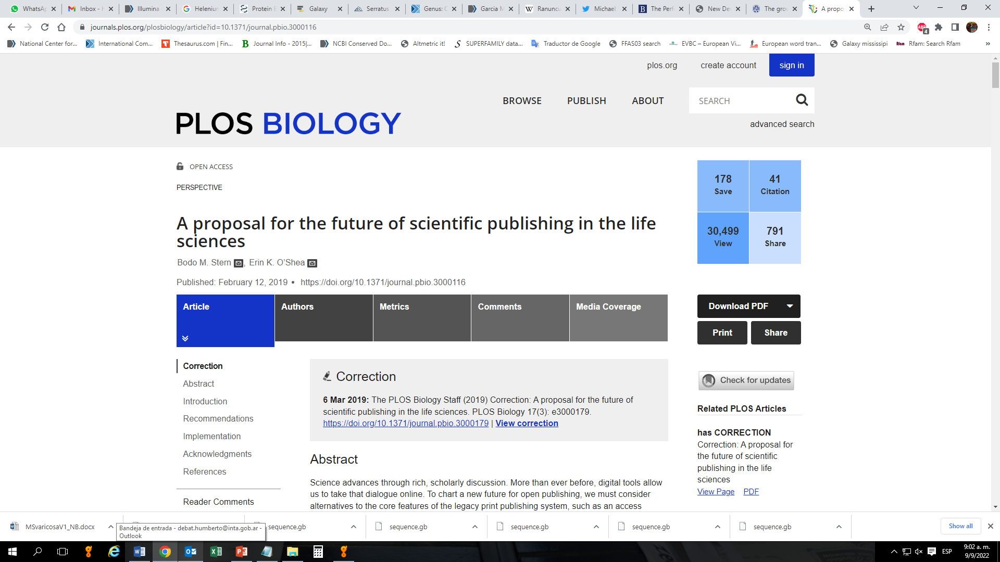 WhatsAp
Inbox - h
Illumina
Heleniun
Protein B
Galaxy
Serratus
Genus: C
Garcia M
Ranuncu
Michael
The Perf
New De
The grov
A propo
journals.plos.org/plosbiology/article?id=10.1371/journal.pbio.3000116
ABP
4
National Center for...
International Com...
Thesaurus.com | Fin...
Journal Info - 2015|...
NCBI Conserved Do...
Altmetric it!
SUPERFAMILY data...
Traductor de Google
FFAS03 search
EVBC – European Vi...
European word tran...
Galaxy mississipi
Rfam: Search Rfam
»
plos.org
create account
sign in
BROWSE
PUBLISH
ABOUT
SEARCH
PLOS BIOLOGY
advanced search
OPEN ACCESS
PERSPECTIVE
178
Save
41
Citation
30,499
View
791
Share
A proposal for the future of scientific publishing in the life
sciences
Bodo M. Stern , Erin K. O’Shea
Published: February 12, 2019 • https://doi.org/10.1371/journal.pbio.3000116
Article
Authors
Metrics
Comments
Media Coverage
Download PDF
Print
Share
Correction
Abstract
Introduction
Recommendations
Implementation
Acknowledgments
References
Reader Comments
Correction
6 Mar 2019: The PLOS Biology Staff (2019) Correction: A proposal for the future of
scientific publishing in the life sciences. PLOS Biology 17(3): e3000179.
https://doi.org/10.1371/journal.pbio.3000179 | View correction
Abstract
Science advances through rich, scholarly discussion. More than ever before, digital tools allow
us to take that dialogue online. To chart a new future for open publishing, we must consider
alternatives to the core features of the legacy print publishing system, such as an access
Check for updates
Related PLOS Articles
has CORRECTION
Correction: A proposal for
the future of scientific
publishing in the life
sciences
View Page PDF
MSvaricosaV1_NB.docx
Bandeja de entrada - debat.humberto@inta.gob.ar -
Outlook
sequence.gb
sequence.gb
sequence.gb
sequence.gb
sequence.gb
Show all
ESP
9:02 a. m.
9/9/2022